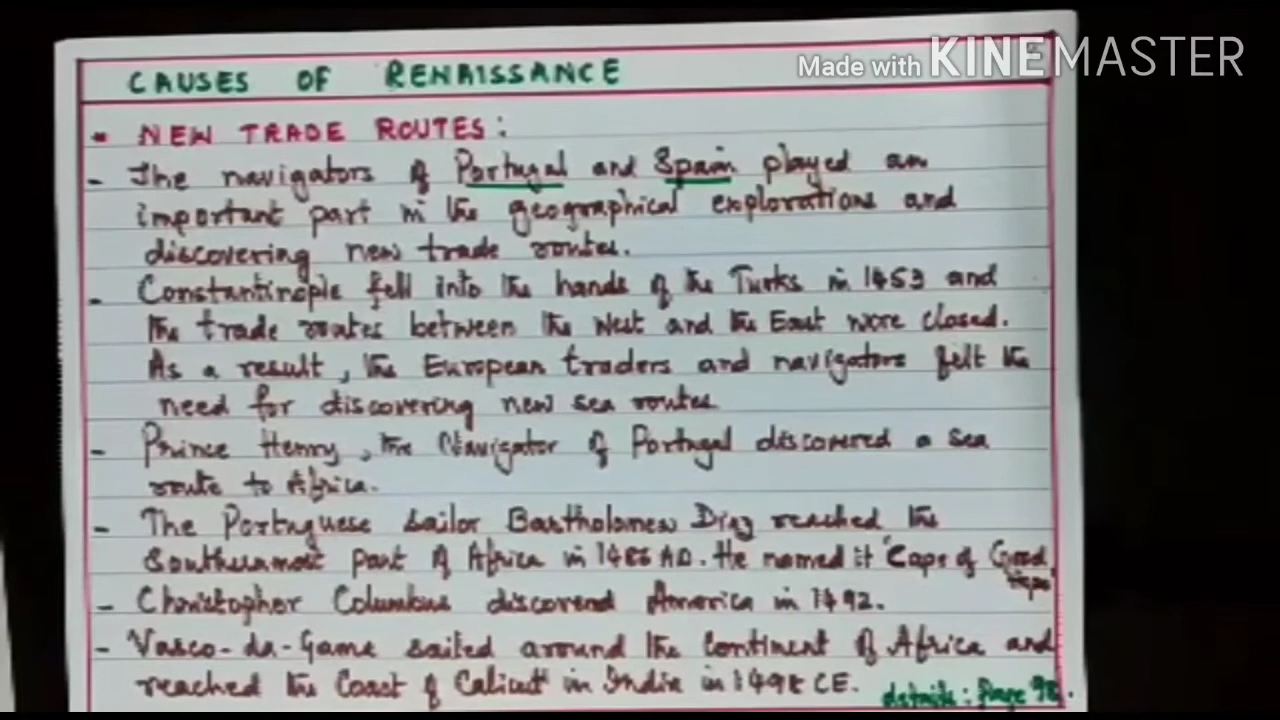 Made with KINEMASTER
CAUSES OF RENAISSANCE
• NEW TRADE ROUTES:
- The navigators of Portugal and Spain played an
important part in the geographical explorations and
discovering new trade routes.
- Constantinople fell into the hands of the Turks in 1453 and
the trade routes between the West and the East were closed.
As a result, the European traders and navigators felt the
need for discovering new sea routes
- Prince Henry, the Navigator of Portugal discovered a sea
route to Africa.
- The Portuguese sailor Bartholomew Diaz reached the
Southernmost part of Africa in AD. He named it "Cape of Good
Hope
- Christopher Columbus discovered America in 1492.
- Vasco-da-Gama sailed around the Continent of Africa and
reached the Coast of Calicut in India in 1498 CE.
details: Page